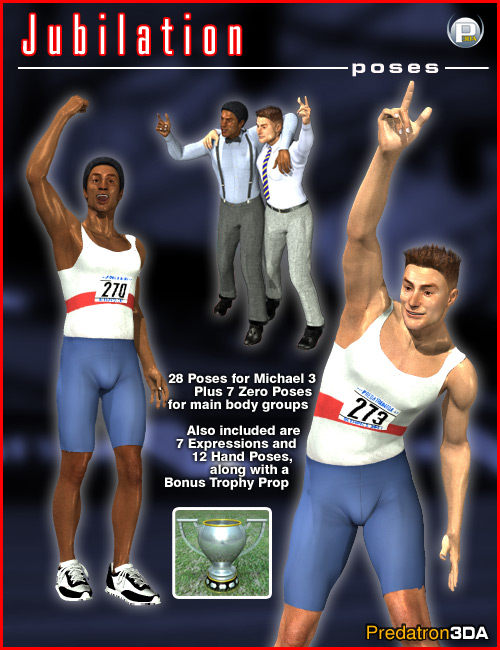 Jubilation
P
poses
270
28 Poses for Michael 3
Plus 7 Zero Poses
for main body groups
273
Also included are
7 Expressions and
12 Hand Poses,
along with a
Bonus Trophy Prop
Predatron3DA